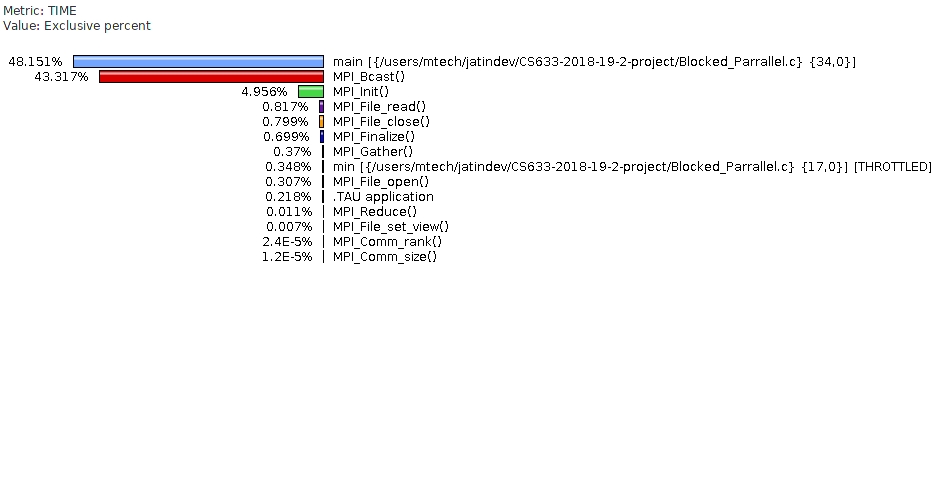 Metric: TIME
Value: Exclusive percent
48.151% main [{/users/mtech/jatindev/CS633-2018-19-2-project/Blocked_Parrallel.c} {34,0}]
43.317% MPI_Bcast()
4.956% MPI_Init()
0.817% MPI_File_read()
0.799% MPI_File_close()
0.699% MPI_Finalize()
0.37% MPI_Gather()
0.348% min [{/users/mtech/jatindev/CS633-2018-19-2-project/Blocked_Parrallel.c} {17,0}] [THROTTLED]
0.307% MPI_File_open()
0.218% .TAU application
0.011% MPI_Reduce()
0.007% MPI_File_set_view()
2.4E-5% MPI_Comm_rank()
1.2E-5% MPI_Comm_size()